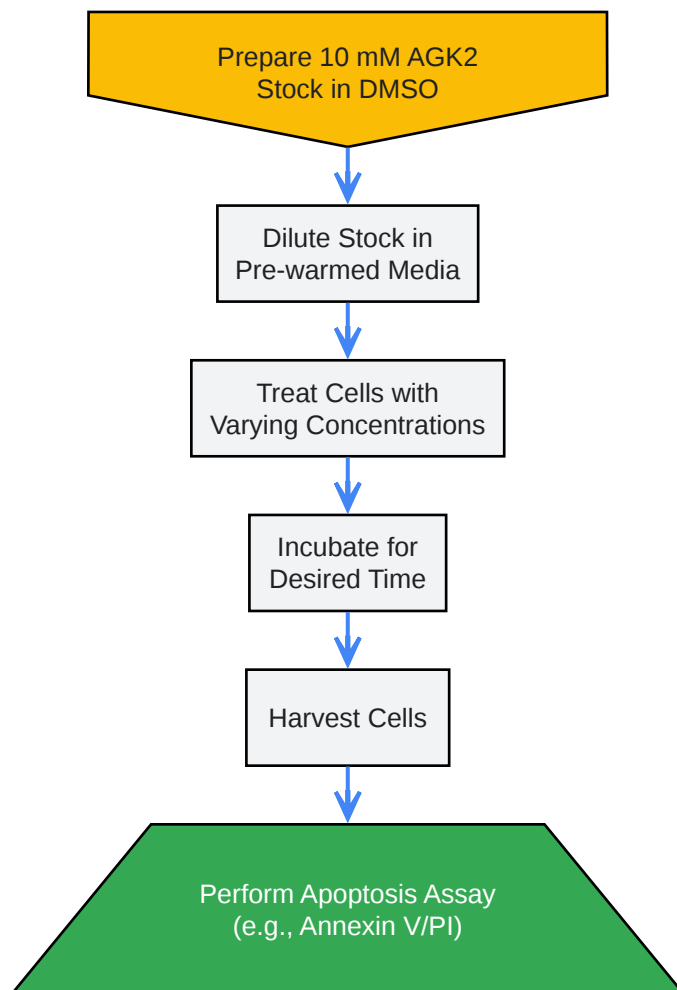 Prepare 10 mM AGK2
Stock in DMSO
Dilute Stock in
Pre-warmed Media
Treat Cells with
Varying Concentrations
Incubate for
Desired Time
Harvest Cells
Perform Apoptosis Assay
(e.g., Annexin V/PI)